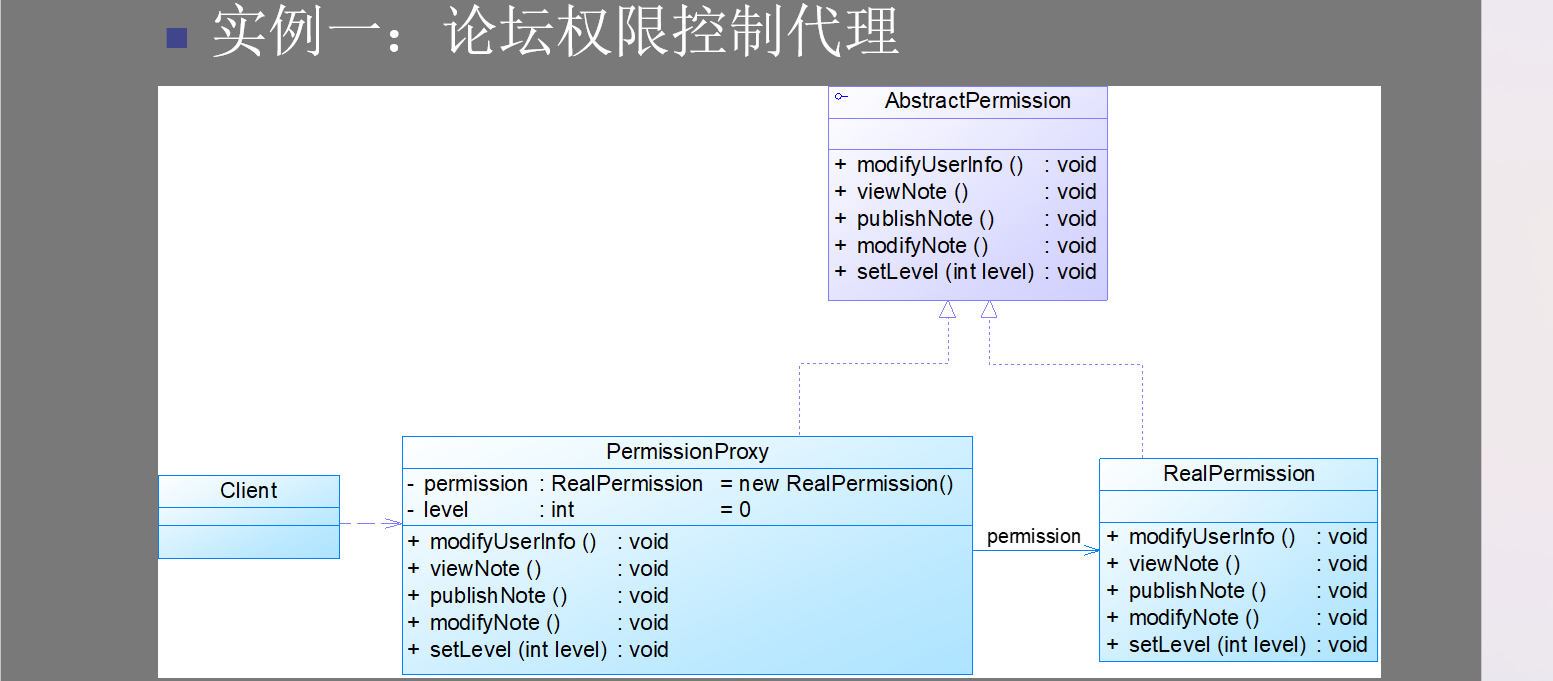 实例一：论坛权限控制代理
AbstractPermission
+ modifyUserInfo () : void
+ viewNote () : void
+ publishNote () : void
+ modifyNote () : void
+ setLevel (int level) : void
PermissionProxy
- permission : RealPermission = new RealPermission()
- level : int = 0
+ modifyUserInfo () : void
+ viewNote () : void
+ publishNote () : void
+ modifyNote () : void
+ setLevel (int level) : void
Client
permission
RealPermission
+ modifyUserInfo () : void
+ viewNote () : void
+ publishNote () : void
+ modifyNote () : void
+ setLevel (int level) : void